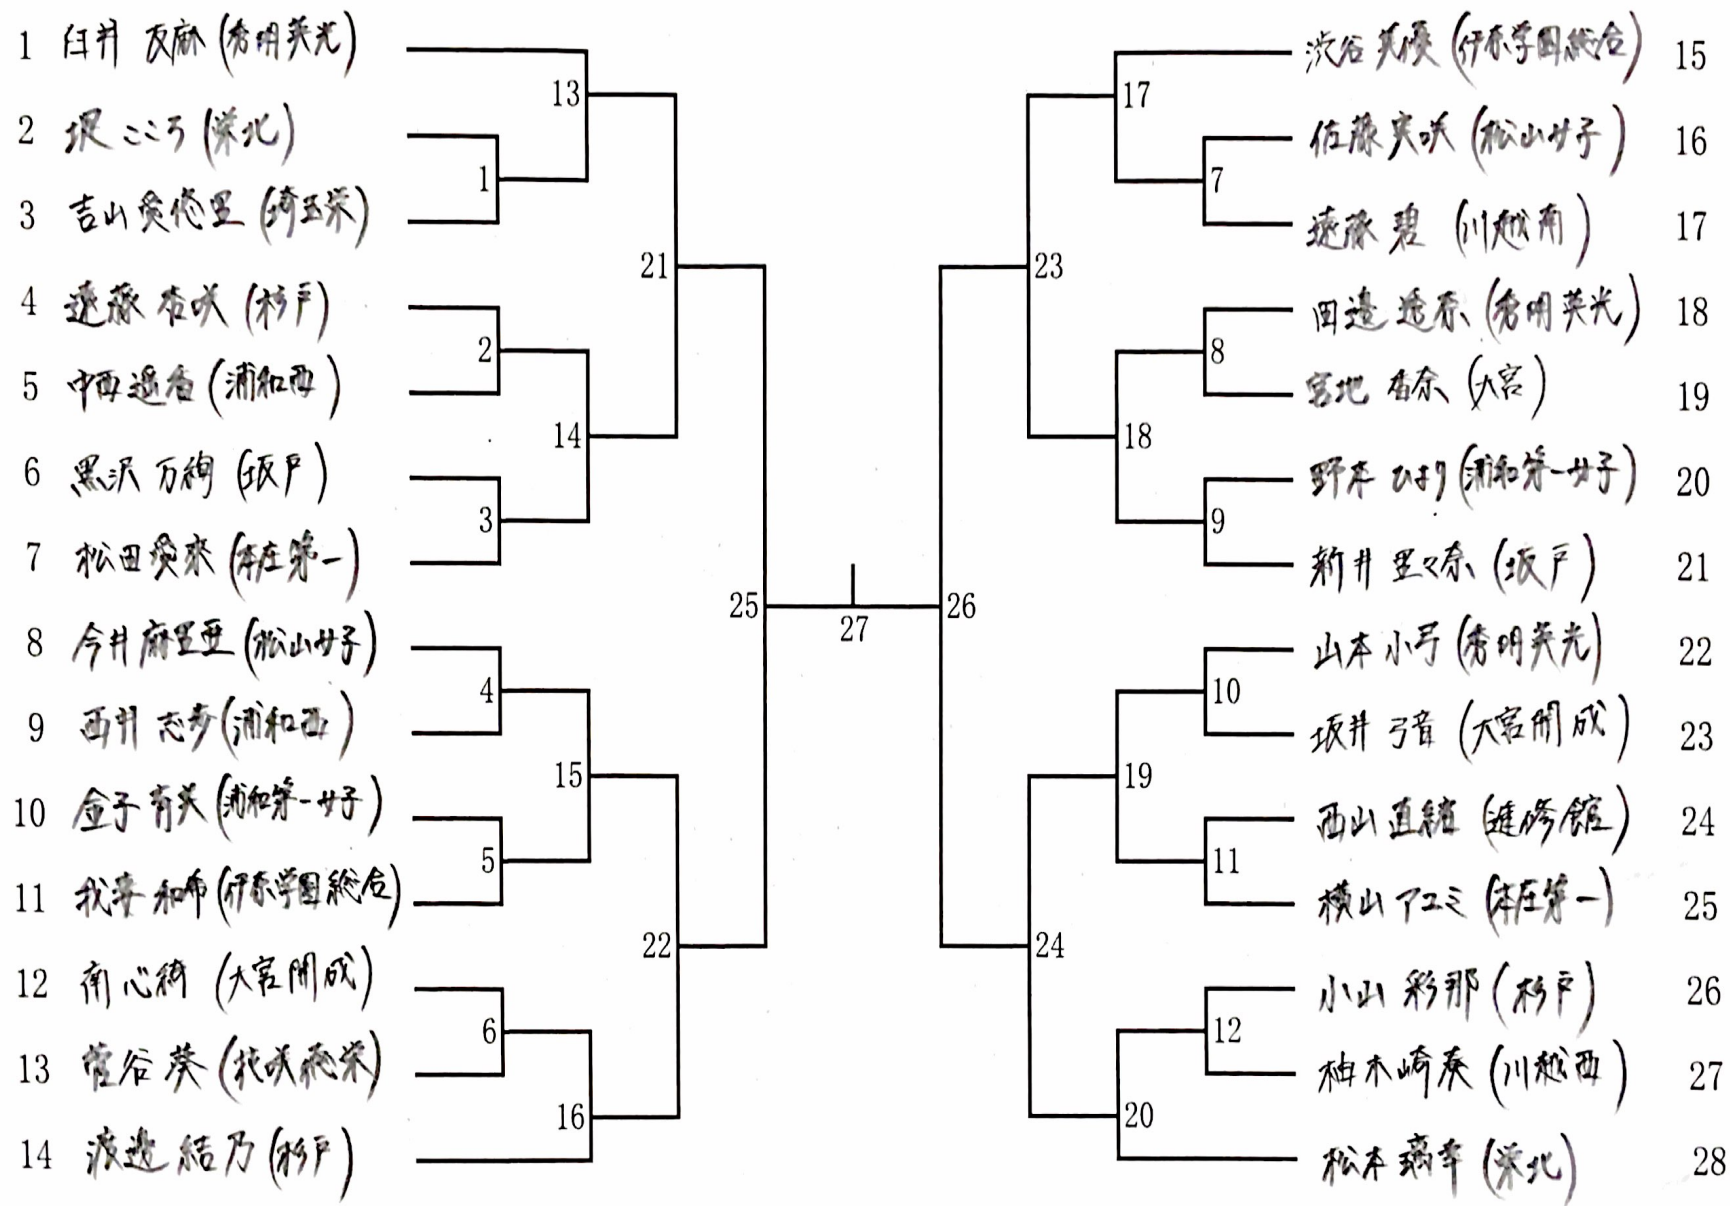 1 臼井 友麻 (秀明英光)
2 堀 こころ (栄北)
3 吉山 愛優里 (埼玉栄)
4 遠藤 杏咲 (杉戸)
5 中西 遥香 (浦和西)
6 黒沢 万絢 (坂戸)
7 松田 愛来 (本庄第一)
8 今井 麻里亜 (松山女子)
9 西井 志歩 (浦和西)
10 金子 有美 (浦和第一女子)
11 我妻 和希 (伊奈学園総合)
12 南 心絢 (大宮開成)
13 菅谷 葵 (花咲徳栄)
14 渡邉 結乃 (杉戸)
13
1
21
2
14
3
25
4
15
5
22
6
16
27
17
7
23
8
18
9
26
10
19
11
24
12
20
渋谷 美優 (伊奈学園総合) 15
佐藤 実咲 (松山女子) 16
遠藤 碧 (川越南) 17
田邉 透奈 (秀明英光) 18
宮地 杏奈 (大宮) 19
野本 ひより (浦和第一女子) 20
新井 里々奈 (坂戸) 21
山本 小弓 (秀明英光) 22
坂井 弓音 (大宮開成) 23
西山 直緒 (進修館) 24
横山 アユミ (本庄第一) 25
小山 彩那 (杉戸) 26
柚木崎 奏 (川越西) 27
松本 璃幸 (栄北) 28